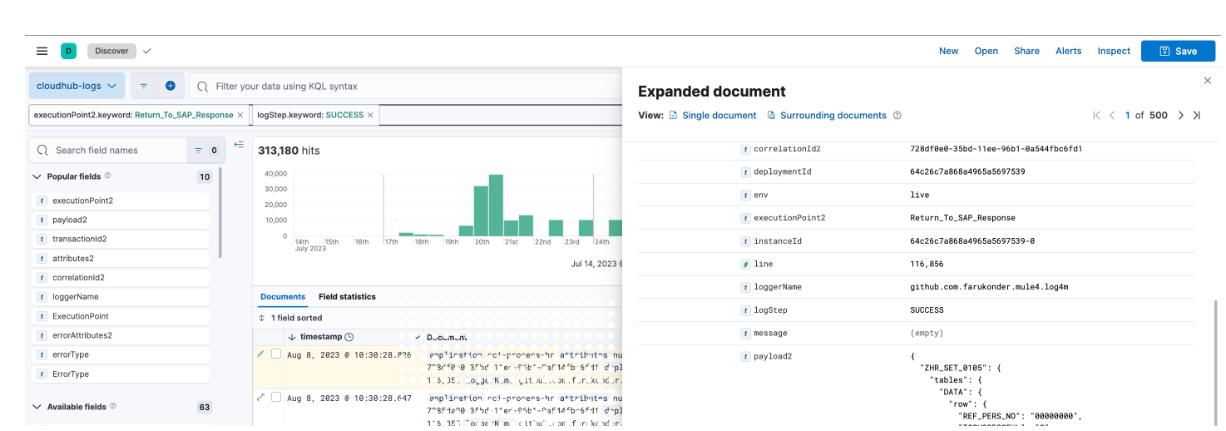 D Discover
New Open Share Alerts Inspect Save
cloudhub-logs
Filter your data using KQL syntax
executionPoint2.keyword: Return_To_SAP_Response × logStep.keyword: SUCCESS ×
Search field names 0
313,180 hits
Popular fields 10
executionPoint2
payload2
transactionId2
attributes2
correlationId2
loggerName
ExecutionPoint
errorAttributes2
errorType
ErrorType
Available fields 63
40,000
30,000
20,000
10,000
0
14th 15th 16th 17th 18th 19th 20th 21st 22nd 23rd 24th
July 2023
Jul 14, 2023
Documents Field statistics
1 field sorted
timestamp Document
Aug 8, 2023 @ 10:30:28
Aug 8, 2023 @ 10:30:28.647
Expanded document
View: Single document Surrounding documents
1 of 500
t correlationId2 728df0e0-35bd-11ee-96b1-0a544fbc6fd1
t deploymentId 64c26c7a868a4965a5697539
t env live
t executionPoint2 Return_To_SAP_Response
t instanceId 64c26c7a868a4965a5697539-0
# line 116,856
t loggerName github.com.farukonder.mule4.log4m
t logStep SUCCESS
t message (empty)
t payload2 {
"ZHR_SET_0105": {
"tables": {
"DATA": {
"row": {
"REF_PERS_NO": "00000000",